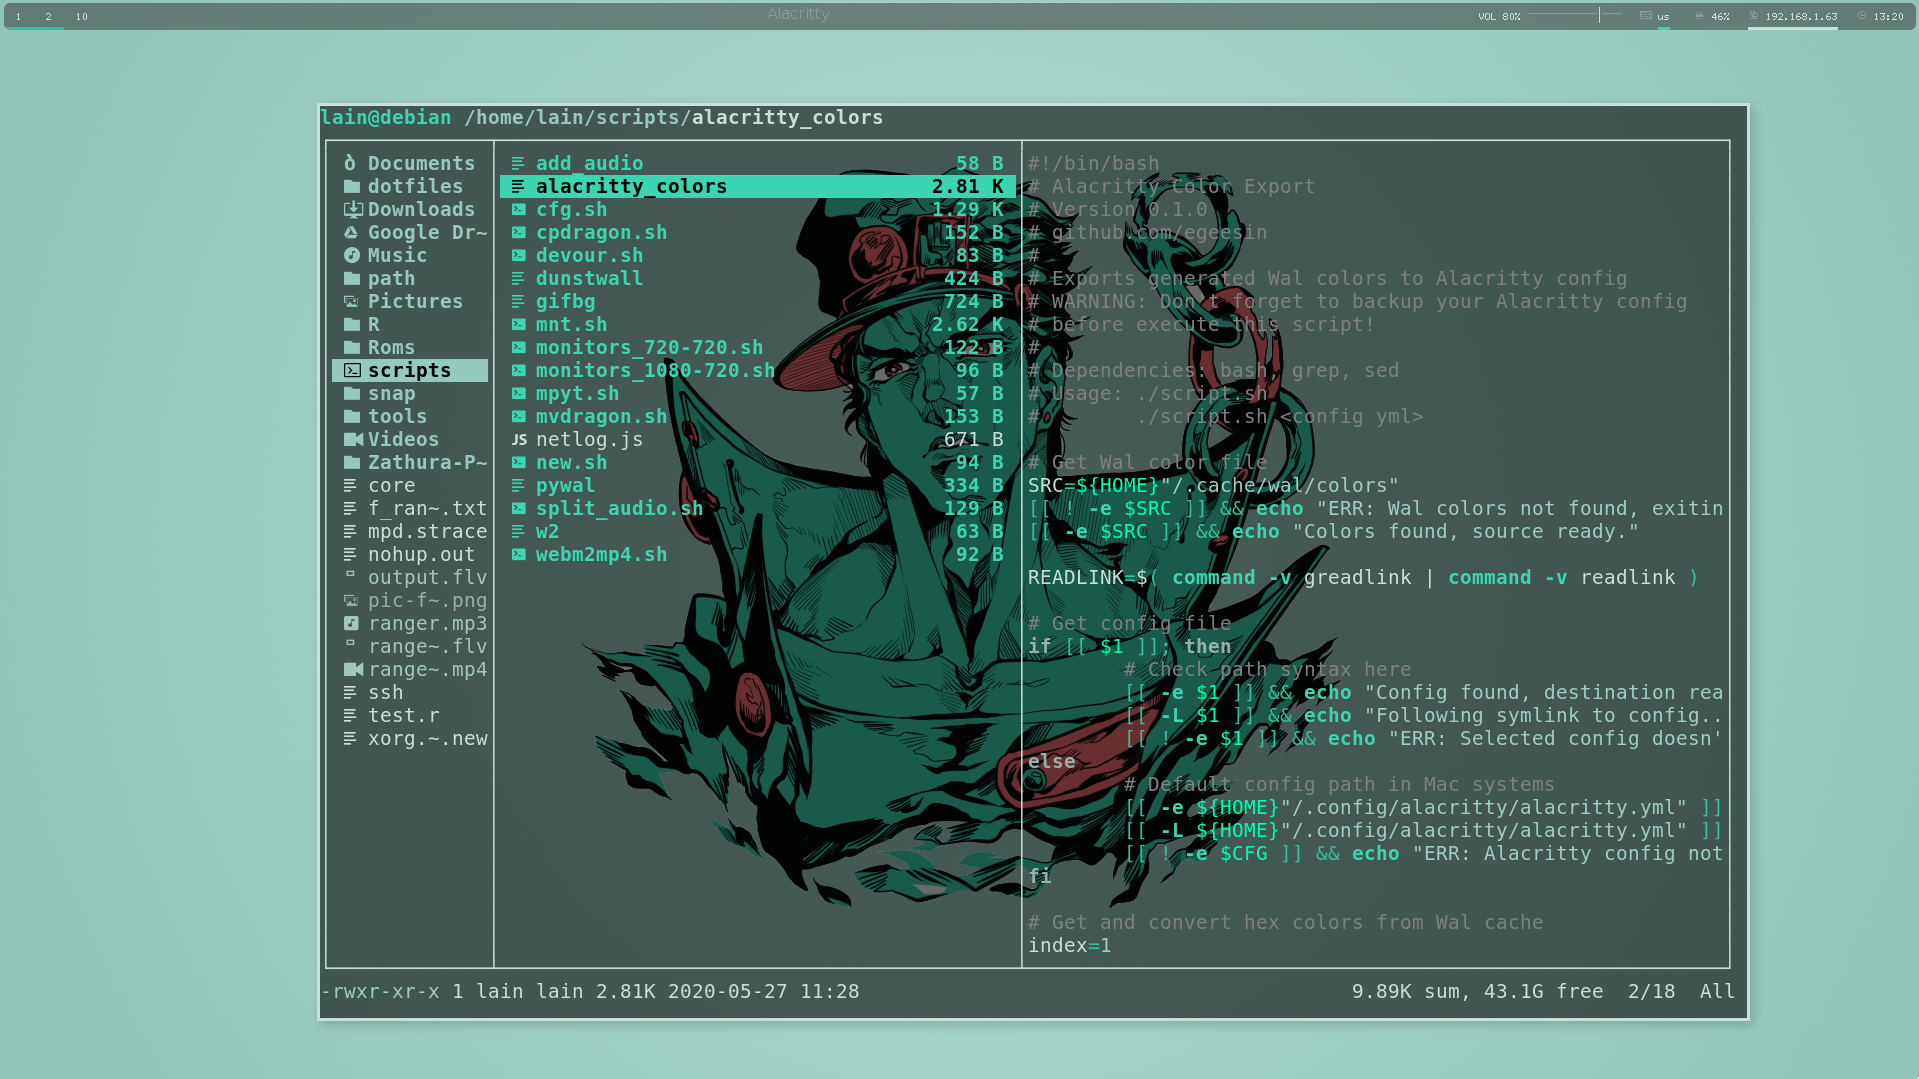 1 2 10 Alacritty VOL 80% us 46% 192.168.1.63 13:20
lain@debian /home/lain/scripts/alacritty_colors
Documents
dotfiles
Downloads
Google Dr~
Music
path
Pictures
R
Roms
scripts
snap
tools
Videos
Zathura-P~
core
f_ran~.txt
mpd.strace
nohup.out
output.flv
pic-f~.png
ranger.mp3
range~.flv
range~.mp4
ssh
test.r
xorg.~.new
add_audio 58 B
alacritty_colors 2.81 K
cfg.sh 1.29 K
cpdragon.sh 152 B
devour.sh 83 B
dunstwall 424 B
gifbg 724 B
mnt.sh 2.62 K
monitors_720-720.sh 122 B
monitors_1080-720.sh 96 B
mpyt.sh 57 B
mvdragon.sh 153 B
JS netlog.js 671 B
new.sh 94 B
pywal 334 B
split_audio.sh 129 B
w2 63 B
webm2mp4.sh 92 B
#!/bin/bash
# Alacritty Color Export
# Version 0.1.0
# github.com/egeesin
#
# Exports generated Wal colors to Alacritty config
# WARNING: Don't forget to backup your Alacritty config
# before execute this script!
#
# Dependencies: bash, grep, sed
# Usage: ./script.sh
#        ./script.sh <config yml>
# Get Wal color file
SRC=${HOME}"/.cache/wal/colors"
[[ ! -e $SRC ]] && echo "ERR: Wal colors not found, exitin
[[ -e $SRC ]] && echo "Colors found, source ready."
READLINK=$( command -v greadlink | command -v readlink )
# Get config file
if [[ $1 ]]; then
        # Check path syntax here
        [[ -e $1 ]] && echo "Config found, destination rea
        [[ -L $1 ]] && echo "Following symlink to config..
        [[ ! -e $1 ]] && echo "ERR: Selected config doesn'
else
        # Default config path in Mac systems
        [[ -e ${HOME}"/.config/alacritty/alacritty.yml" ]]
        [[ -L ${HOME}"/.config/alacritty/alacritty.yml" ]]
        [[ ! -e $CFG ]] && echo "ERR: Alacritty config not
fi
# Get and convert hex colors from Wal cache
index=1
-rwxr-xr-x 1 lain lain 2.81K 2020-05-27 11:28 9.89K sum, 43.1G free 2/18 All